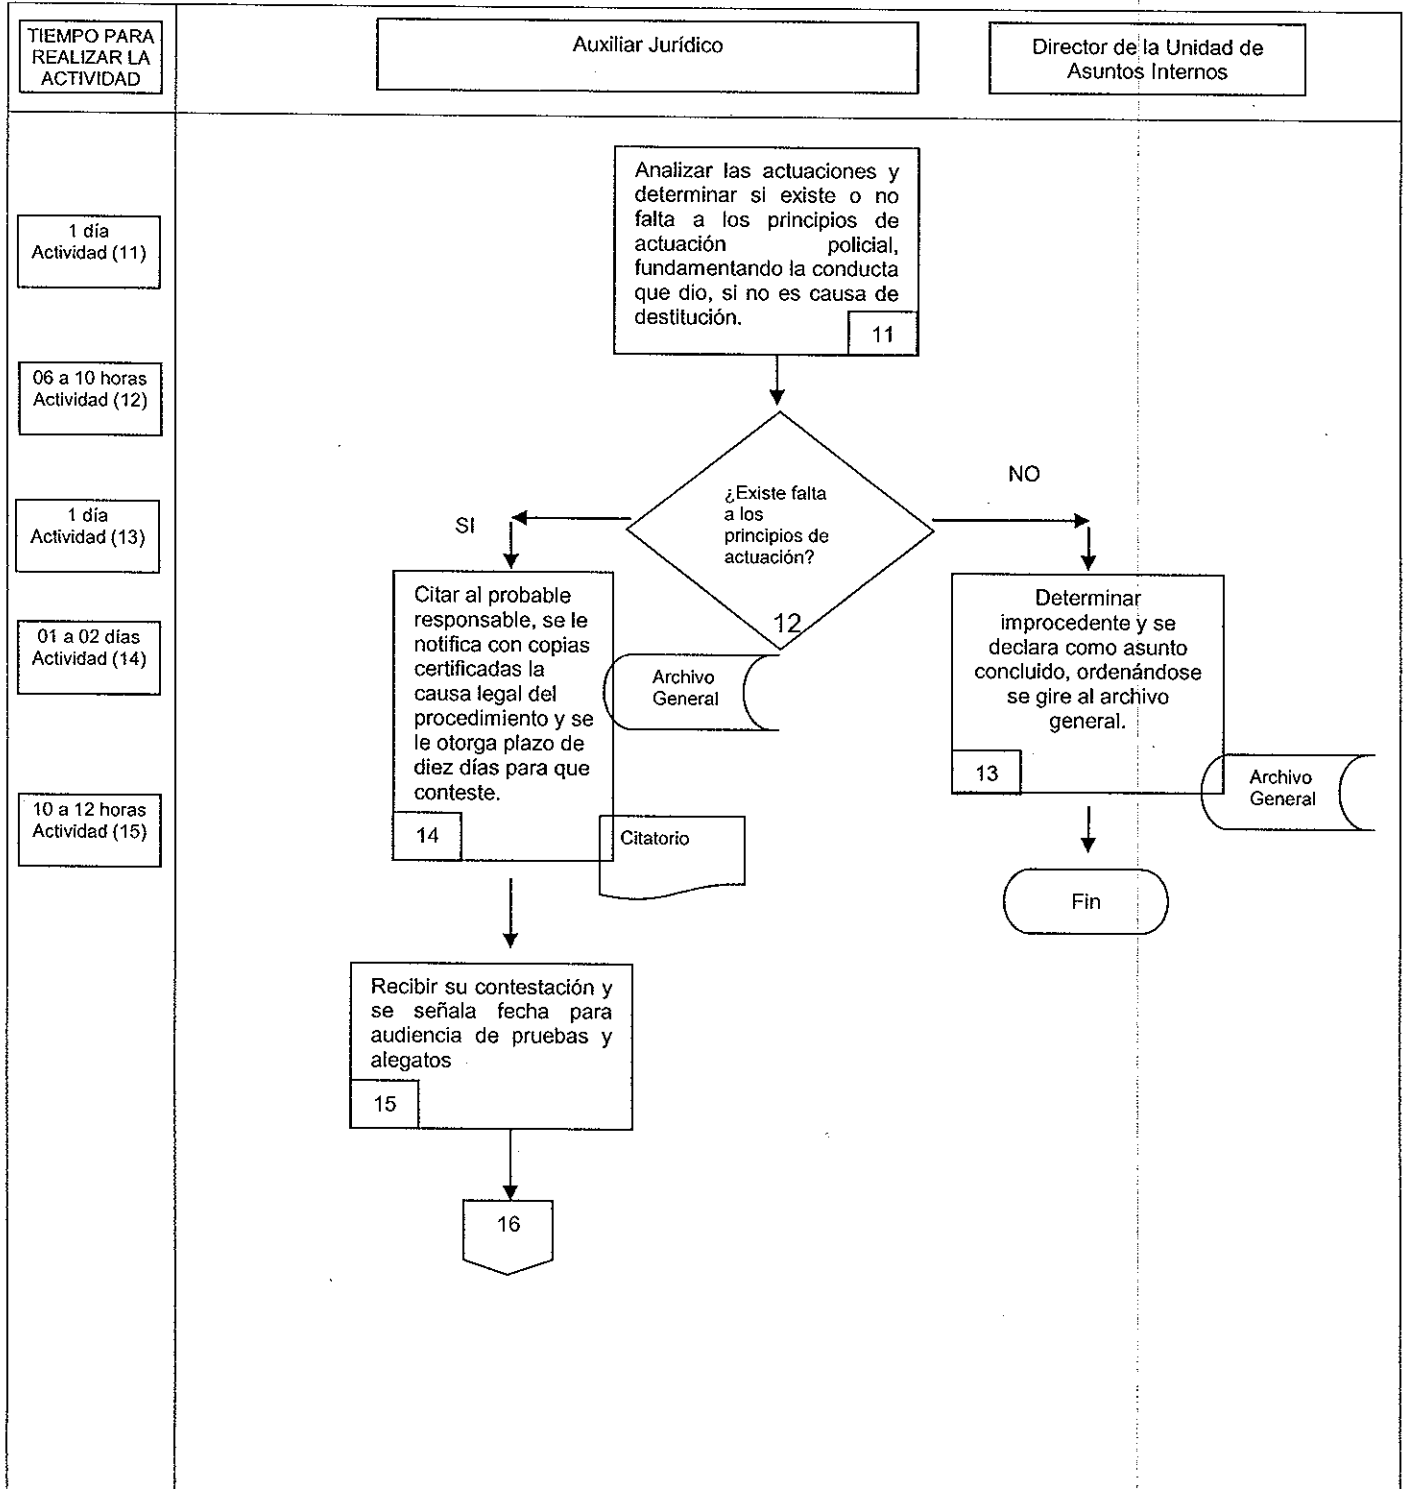 TIEMPO PARA
REALIZAR LA
ACTIVIDAD
Auxiliar Jurídico
Director de la Unidad de
Asuntos Internos
1 día
Actividad (11)
06 a 10 horas
Actividad (12)
1 día
Actividad (13)
01 a 02 días
Actividad (14)
10 a 12 horas
Actividad (15)
Analizar las actuaciones y
determinar si existe o no
falta a los principios de
actuación policial,
fundamentando la conducta
que dio, si no es causa de
destitución.
11
¿Existe falta
a los
principios de
actuación?
12
SI
NO
Citar al probable
responsable, se le
notifica con copias
certificadas la
causa legal del
procedimiento y se
le otorga plazo de
diez días para que
conteste.
14
Archivo
General
Citatorio
Determinar
improcedente y se
declara como asunto
concluido, ordenándose
se gire al archivo
general.
13
Archivo
General
Fin
Recibir su contestación y
se señala fecha para
audiencia de pruebas y
alegatos
15
16